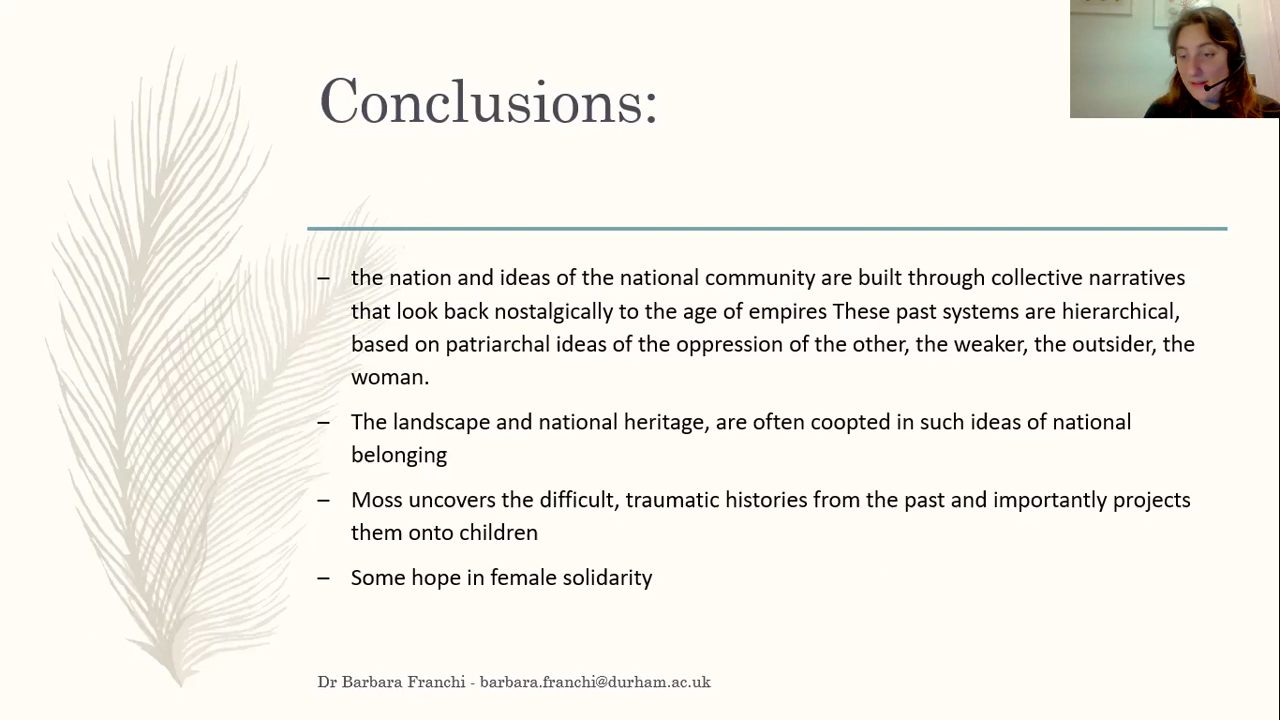 Conclusions:
– the nation and ideas of the national community are built through collective narratives
that look back nostalgically to the age of empires These past systems are hierarchical,
based on patriarchal ideas of the oppression of the other, the weaker, the outsider, the
woman.
– The landscape and national heritage, are often coopted in such ideas of national
belonging
– Moss uncovers the difficult, traumatic histories from the past and importantly projects
them onto children
– Some hope in female solidarity
Dr Barbara Franchi - barbara.franchi@durham.ac.uk